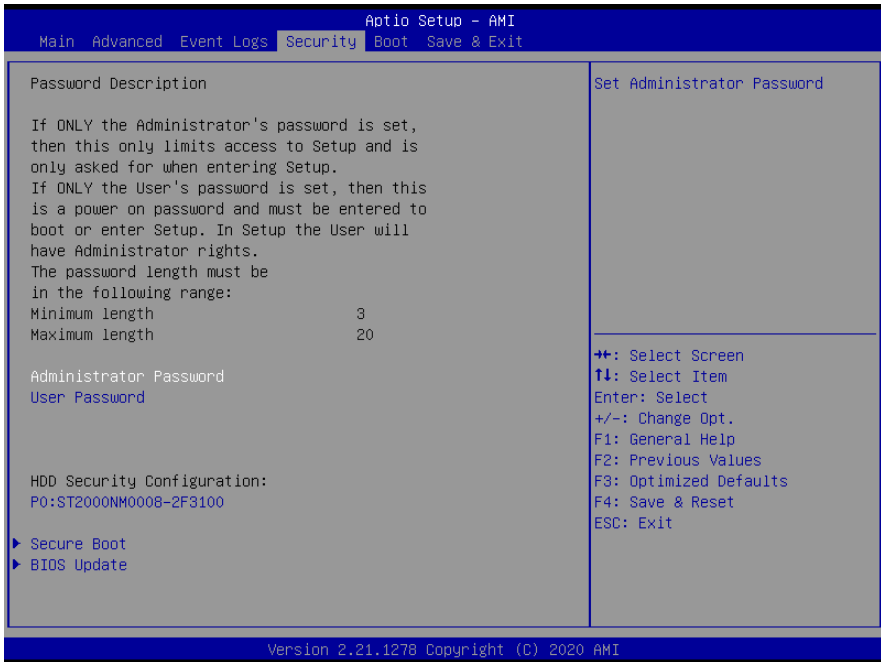 Aptio Setup – AMI
Main Advanced Event Logs Security Boot Save & Exit
Password Description
If ONLY the Administrator's password is set,
then this only limits access to Setup and is
only asked for when entering Setup.
If ONLY the User's password is set, then this
is a power on password and must be entered to
boot or enter Setup. In Setup the User will
have Administrator rights.
The password length must be
in the following range:
Minimum length 3
Maximum length 20
Administrator Password
User Password
HDD Security Configuration:
P0:ST2000NM0008-2F3100
Secure Boot
BIOS Update
Set Administrator Password
→←: Select Screen
↑↓: Select Item
Enter: Select
+/-: Change Opt.
F1: General Help
F2: Previous Values
F3: Optimized Defaults
F4: Save & Reset
ESC: Exit
Version 2.21.1278 Copyright (C) 2020 AMI